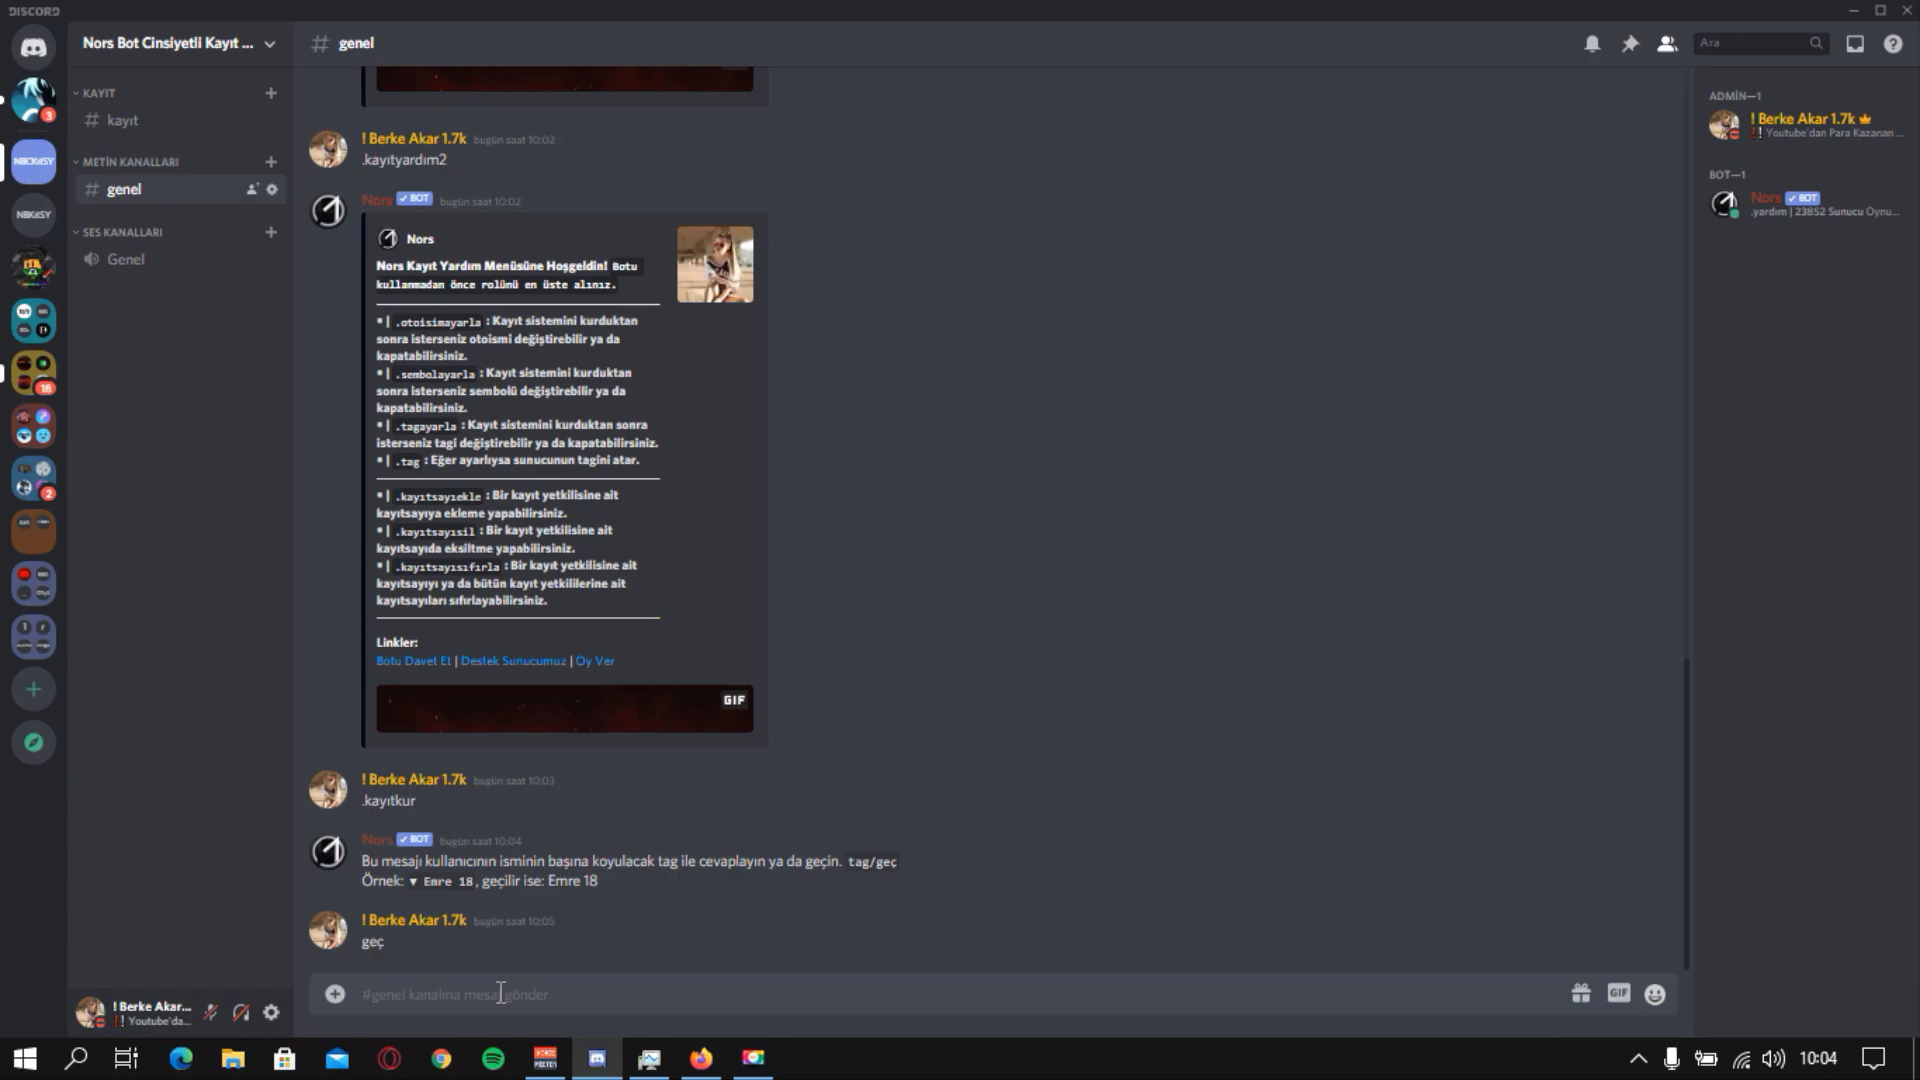 DISCORD
Nors Bot Cinsiyetli Kayıt ...
# genel
Ara
KAYIT
# kayıt
METİN KANALLARI
# genel
SES KANALLARI
Genel
3
NBCKASY
NBKASY
18
2
! Berke Akar 1.7k bugün saat 10:02
.kayıtyardım2
Nors BOT bugün saat 10:02
Nors
Nors Kayıt Yardım Menüsüne Hoşgeldin! Botu
kullanmadan önce rolünü en üste alınız.
• | .otoisimayarla : Kayıt sistemini kurduktan
sonra isterseniz otoismi değiştirebilir ya da
kapatabilirsiniz.
• | .sembolayarla : Kayıt sistemini kurduktan
sonra isterseniz sembolü değiştirebilir ya da
kapatabilirsiniz.
• | .tagayarla : Kayıt sistemini kurduktan sonra
isterseniz tagi değiştirebilir ya da kapatabilirsiniz.
• | .tag : Eğer ayarlıysa sunucunun tagini atar.
• | .kayıtsayıekle : Bir kayıt yetkilisine ait
kayıtsayıya ekleme yapabilirsiniz.
• | .kayıtsayısil : Bir kayıt yetkilisine ait
kayıtsayıda eksiltme yapabilirsiniz.
• | .kayıtsayısıfırla : Bir kayıt yetkilisine ait
kayıtsayıyı ya da bütün kayıt yetkililerine ait
kayıtsayıları sıfırlayabilirsiniz.
Linkler:
Botu Davet Et | Destek Sunucumuz | Oy Ver
GIF
! Berke Akar 1.7k bugün saat 10:03
.kayıtkur
Nors BOT bugün saat 10:04
Bu mesajı kullanıcının isminin başına koyulacak tag ile cevaplayın ya da geçin. tag/geç
Örnek: ▼ Emre 18, geçilir ise: Emre 18
! Berke Akar 1.7k bugün saat 10:05
geç
#genel kanalına mesaj gönder
GIF
! Berke Akar...
!! Youtube'da...
ADMİN—1
! Berke Akar 1.7k
!! Youtube'dan Para Kazanan ...
BOT—1
Nors BOT
.yardım | 23852 Sunucu Oynu...
10:04